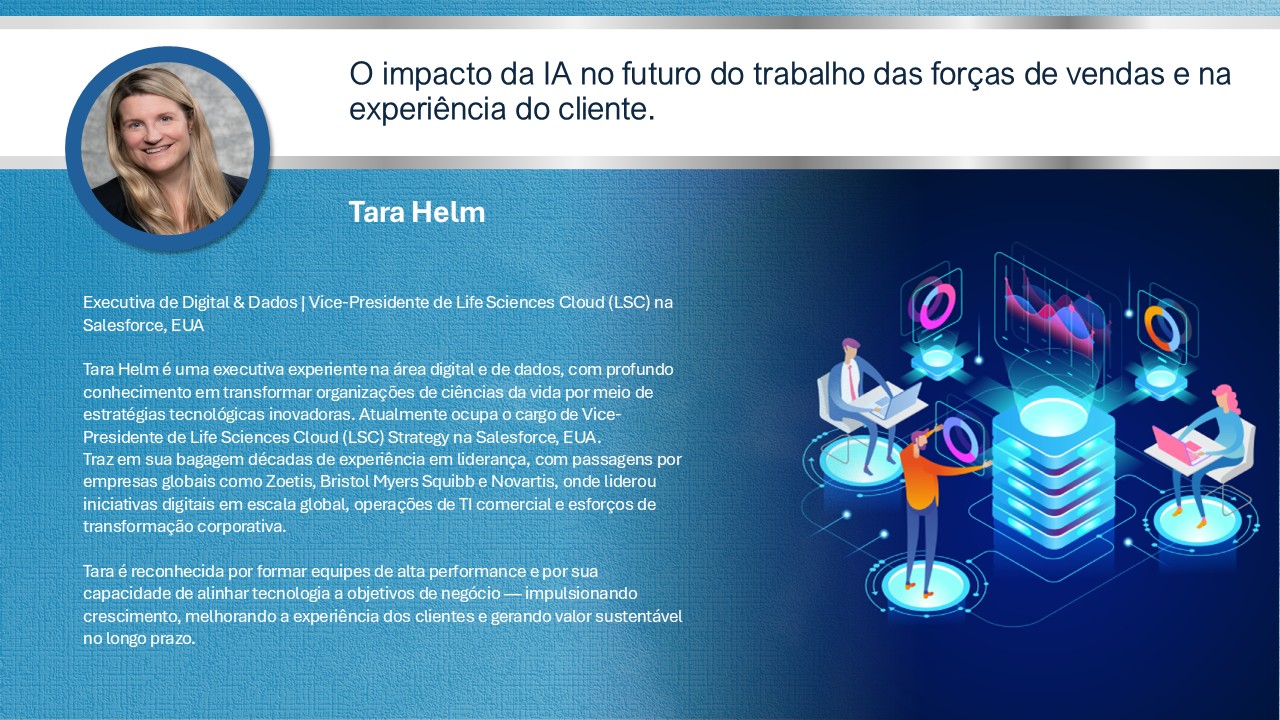 O impacto da IA no futuro do trabalho das forças de vendas e na
experiência do cliente.
Tara Helm
Executiva de Digital & Dados | Vice-Presidente de Life Sciences Cloud (LSC) na
Salesforce, EUA
Tara Helm é uma executiva experiente na área digital e de dados, com profundo
conhecimento em transformar organizações de ciências da vida por meio de
estratégias tecnológicas inovadoras. Atualmente ocupa o cargo de Vice-
Presidente de Life Sciences Cloud (LSC) Strategy na Salesforce, EUA.
Traz em sua bagagem décadas de experiência em liderança, com passagens por
empresas globais como Zoetis, Bristol Myers Squibb e Novartis, onde liderou
iniciativas digitais em escala global, operações de TI comercial e esforços de
transformação corporativa.
Tara é reconhecida por formar equipes de alta performance e por sua
capacidade de alinhar tecnologia a objetivos de negócio — impulsionando
crescimento, melhorando a experiência dos clientes e gerando valor sustentável
no longo prazo.